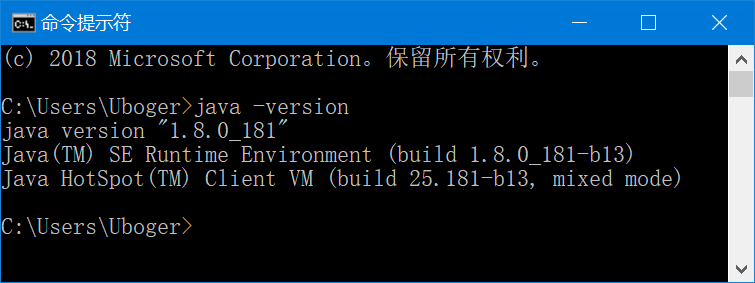 命令提示符
(c) 2018 Microsoft Corporation。保留所有权利。
C:\Users\Uboger>java -version
java version "1.8.0_181"
Java(TM) SE Runtime Environment (build 1.8.0_181-b13)
Java HotSpot(TM) Client VM (build 25.181-b13, mixed mode)
C:\Users\Uboger>